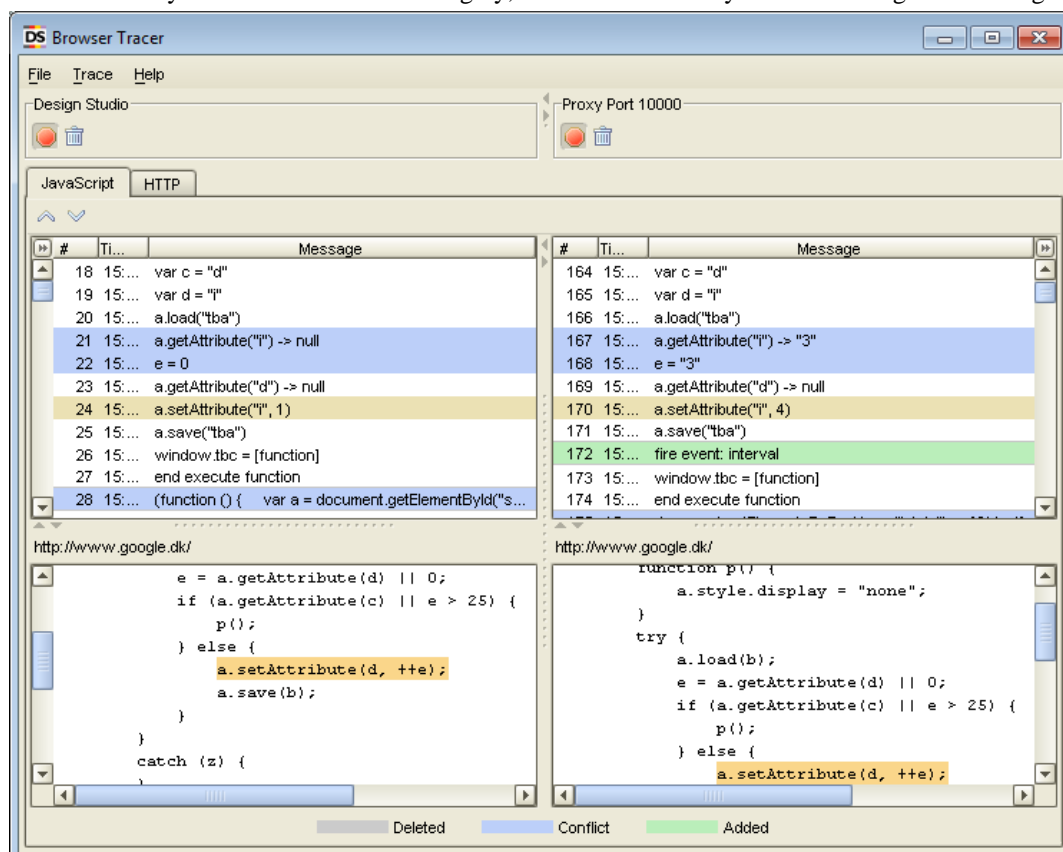 DS Browser Tracer
File Trace Help
Design Studio
Proxy Port 10000
JavaScript HTTP
# Ti... Message
18 15:... var c = "d"
19 15:... var d = "i"
20 15:... a.load("tba")
21 15:... a.getAttribute("i") -> null
22 15:... e = 0
23 15:... a.getAttribute("d") -> null
24 15:... a.setAttribute("i", 1)
25 15:... a.save("tba")
26 15:... window.tbc = [function]
27 15:... end execute function
28 15:... (function () { var a = document.getElementById("s...
# Ti... Message
164 15:... var c = "d"
165 15:... var d = "i"
166 15:... a.load("tba")
167 15:... a.getAttribute("i") -> "3"
168 15:... e = "3"
169 15:... a.getAttribute("d") -> null
170 15:... a.setAttribute("i", 4)
171 15:... a.save("tba")
172 15:... fire event: interval
173 15:... window.tbc = [function]
174 15:... end execute function
http://www.google.dk/
e = a.getAttribute(d) || 0;
if (a.getAttribute(c) || e > 25) {
p();
} else {
a.setAttribute(d, ++e);
a.save(b);
}
}
catch (z) {
http://www.google.dk/
function p() {
a.style.display = "none";
}
try {
a.load(b);
e = a.getAttribute(d) || 0;
if (a.getAttribute(c) || e > 25) {
p();
} else {
a.setAttribute(d, ++e);
Deleted Conflict Added